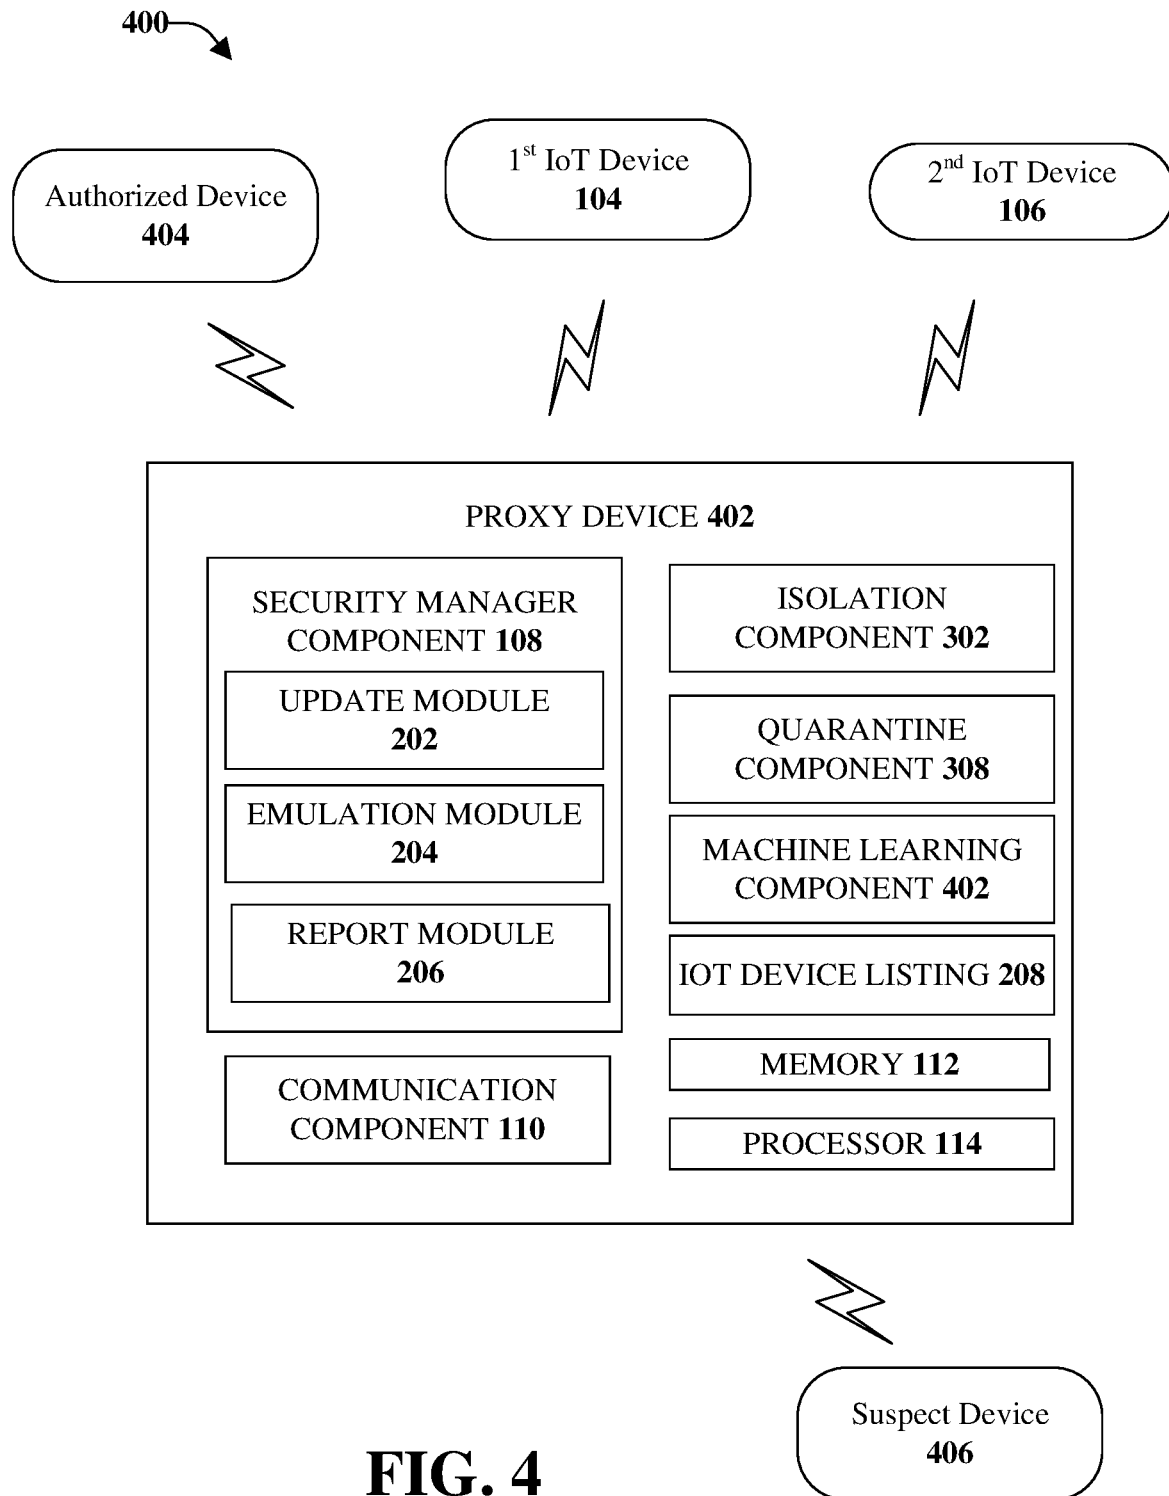 400
Authorized Device
404
1st IoT Device
104
2nd IoT Device
106
PROXY DEVICE 402
SECURITY MANAGER
COMPONENT 108
UPDATE MODULE
202
EMULATION MODULE
204
REPORT MODULE
206
COMMUNICATION
COMPONENT 110
ISOLATION
COMPONENT 302
QUARANTINE
COMPONENT 308
MACHINE LEARNING
COMPONENT 402
IOT DEVICE LISTING 208
MEMORY 112
PROCESSOR 114
Suspect Device
406
FIG. 4